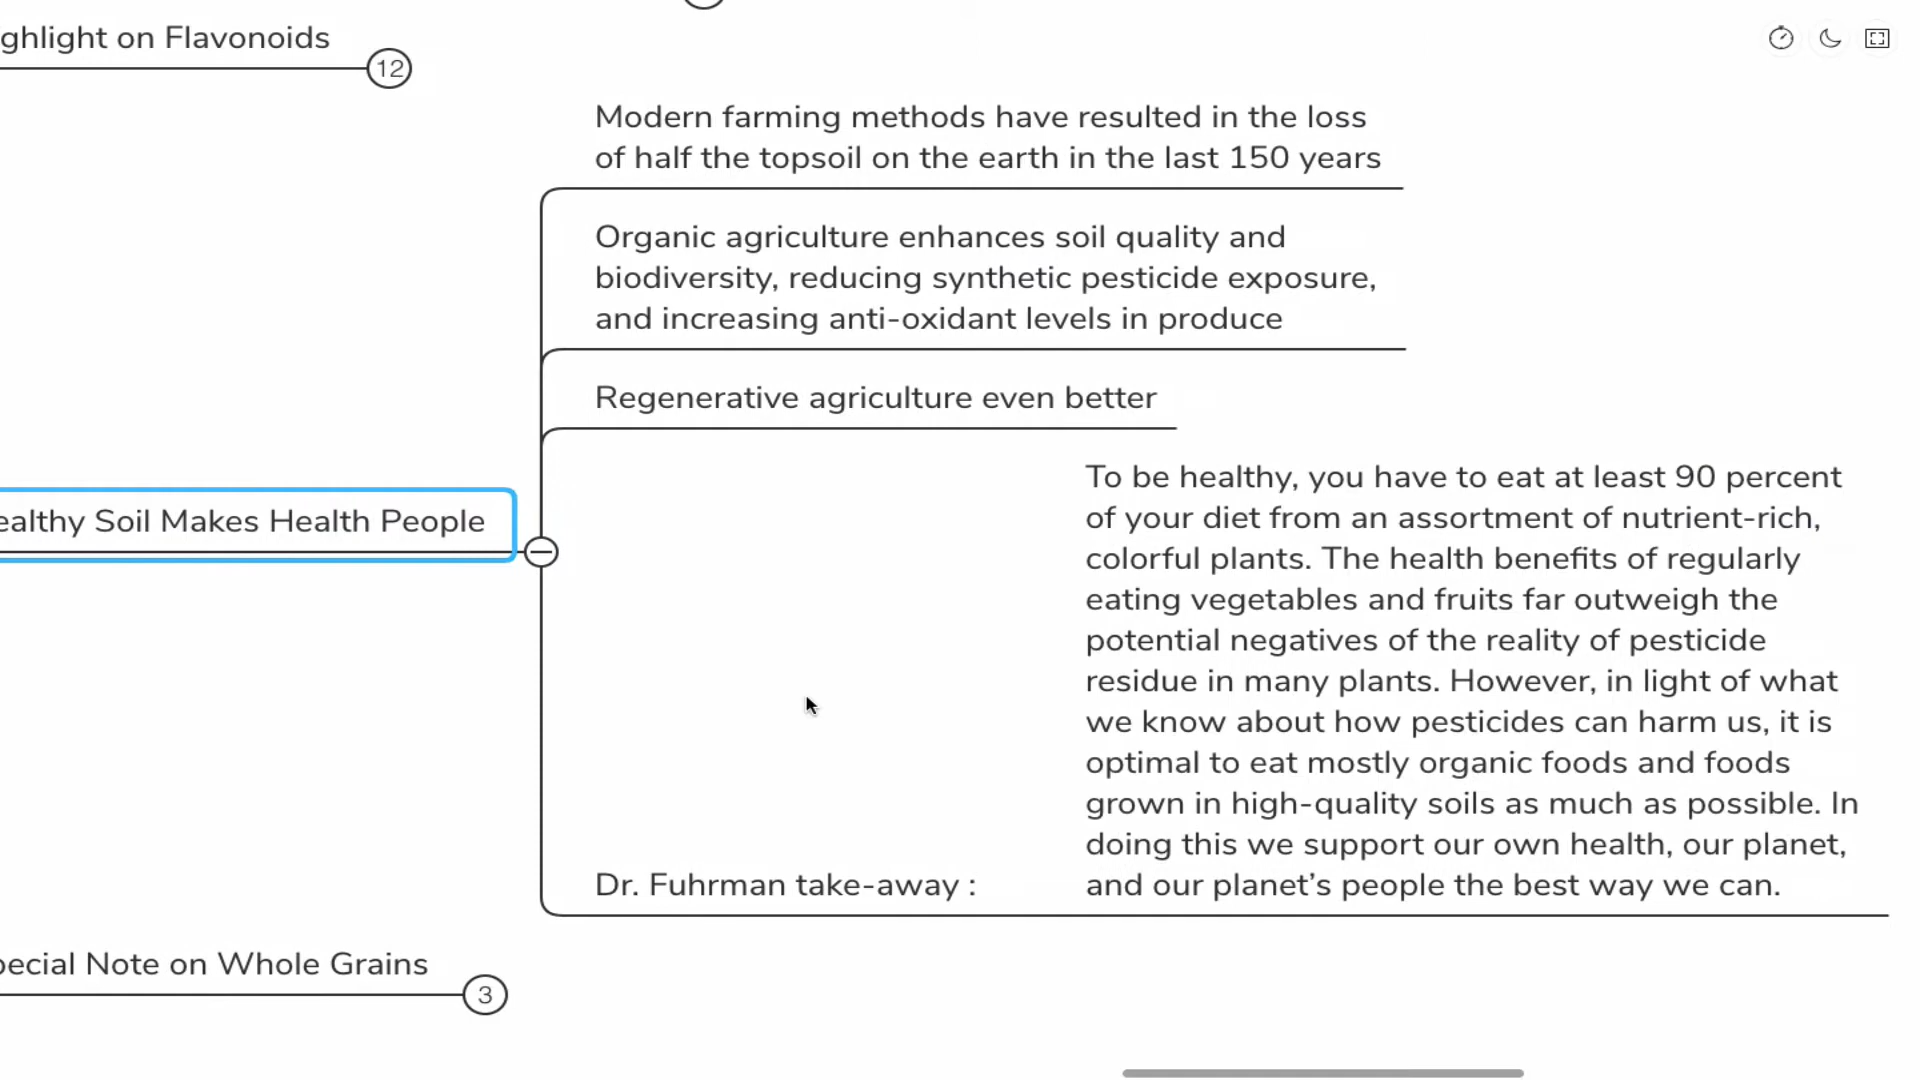 ghlight on Flavonoids
12
Modern farming methods have resulted in the loss
of half the topsoil on the earth in the last 150 years
Organic agriculture enhances soil quality and
biodiversity, reducing synthetic pesticide exposure,
and increasing anti-oxidant levels in produce
Regenerative agriculture even better
ealthy Soil Makes Health People
To be healthy, you have to eat at least 90 percent
of your diet from an assortment of nutrient-rich,
colorful plants. The health benefits of regularly
eating vegetables and fruits far outweigh the
potential negatives of the reality of pesticide
residue in many plants. However, in light of what
we know about how pesticides can harm us, it is
optimal to eat mostly organic foods and foods
grown in high-quality soils as much as possible. In
doing this we support our own health, our planet,
and our planet’s people the best way we can.
Dr. Fuhrman take-away :
pecial Note on Whole Grains
3